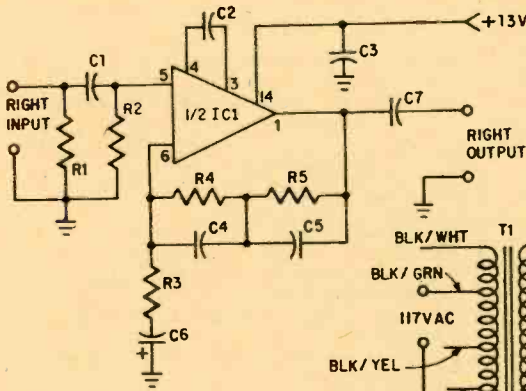 C2
+13V
C1
4
3
C3
5
14
RIGHT
INPUT
R2
1/2 IC1
1
C7
R1
6
RIGHT
OUTPUT
R4
R5
C4
C5
BLK/WHT
T1
BLK/GRN
R3
117VAC
C6
+
BLK/YEL